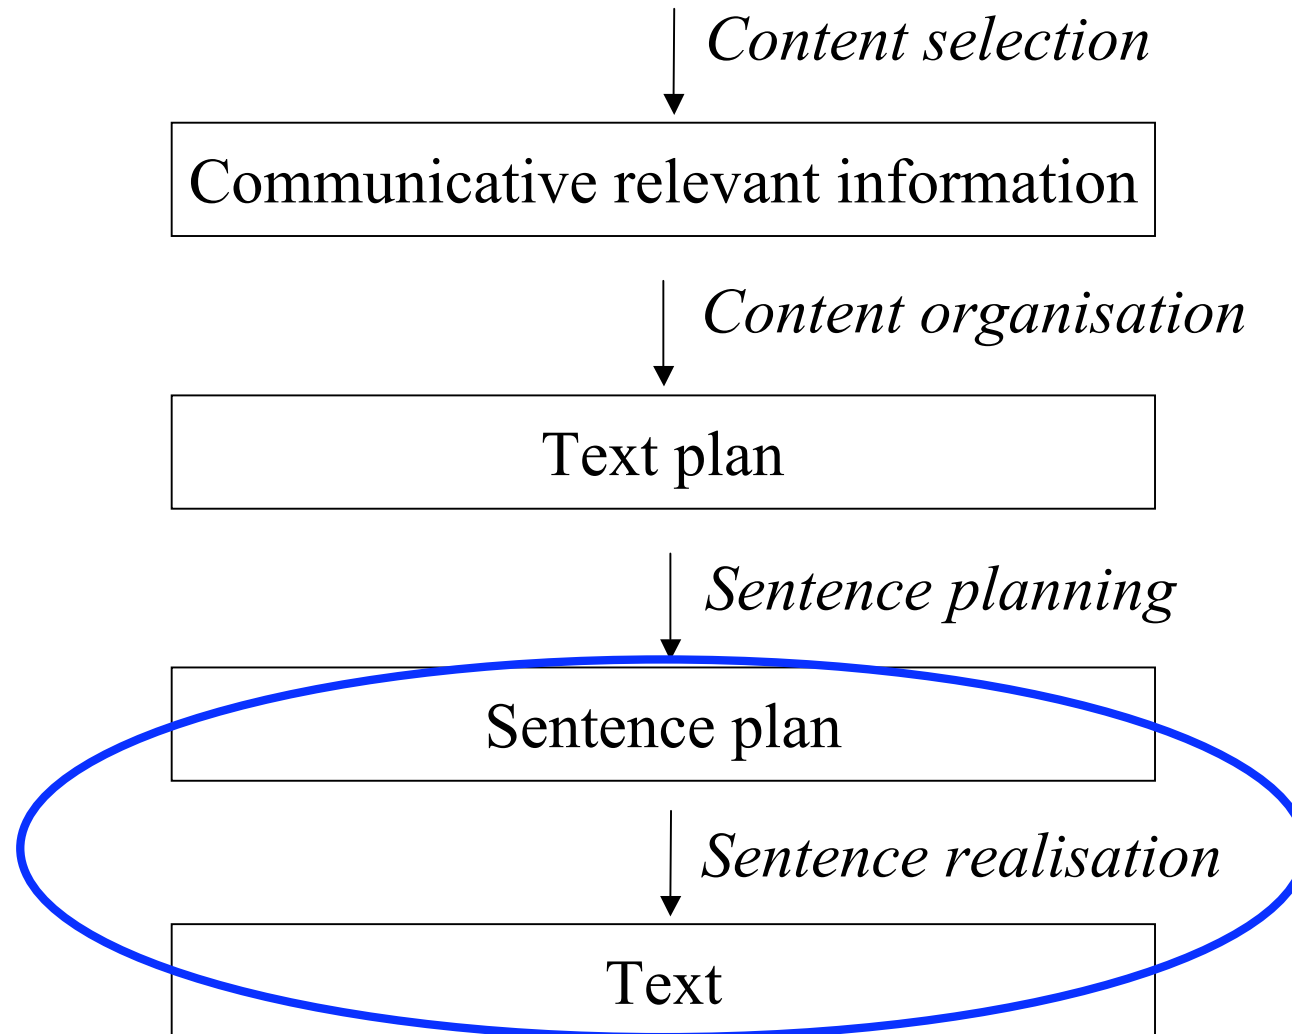 Content selection
Communicative relevant information
Content organisation
Text plan
Sentence planning
Sentence plan
Sentence realisation
Text